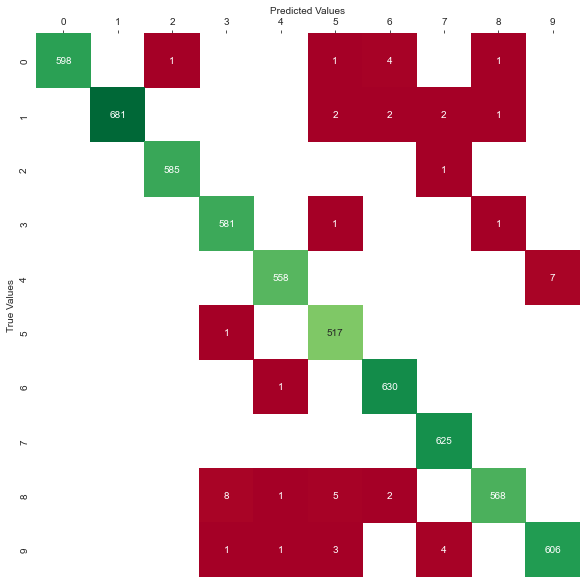 Predicted Values
0 1 2 3 4 5 6 7 8 9
True Values
0 598 1 1 4 1
1 681 2 2 2 1
2 585 1
3 581 1 1
4 558 7
5 1 517
6 1 630
7 625
8 8 1 5 2 568
9 1 1 3 4 606